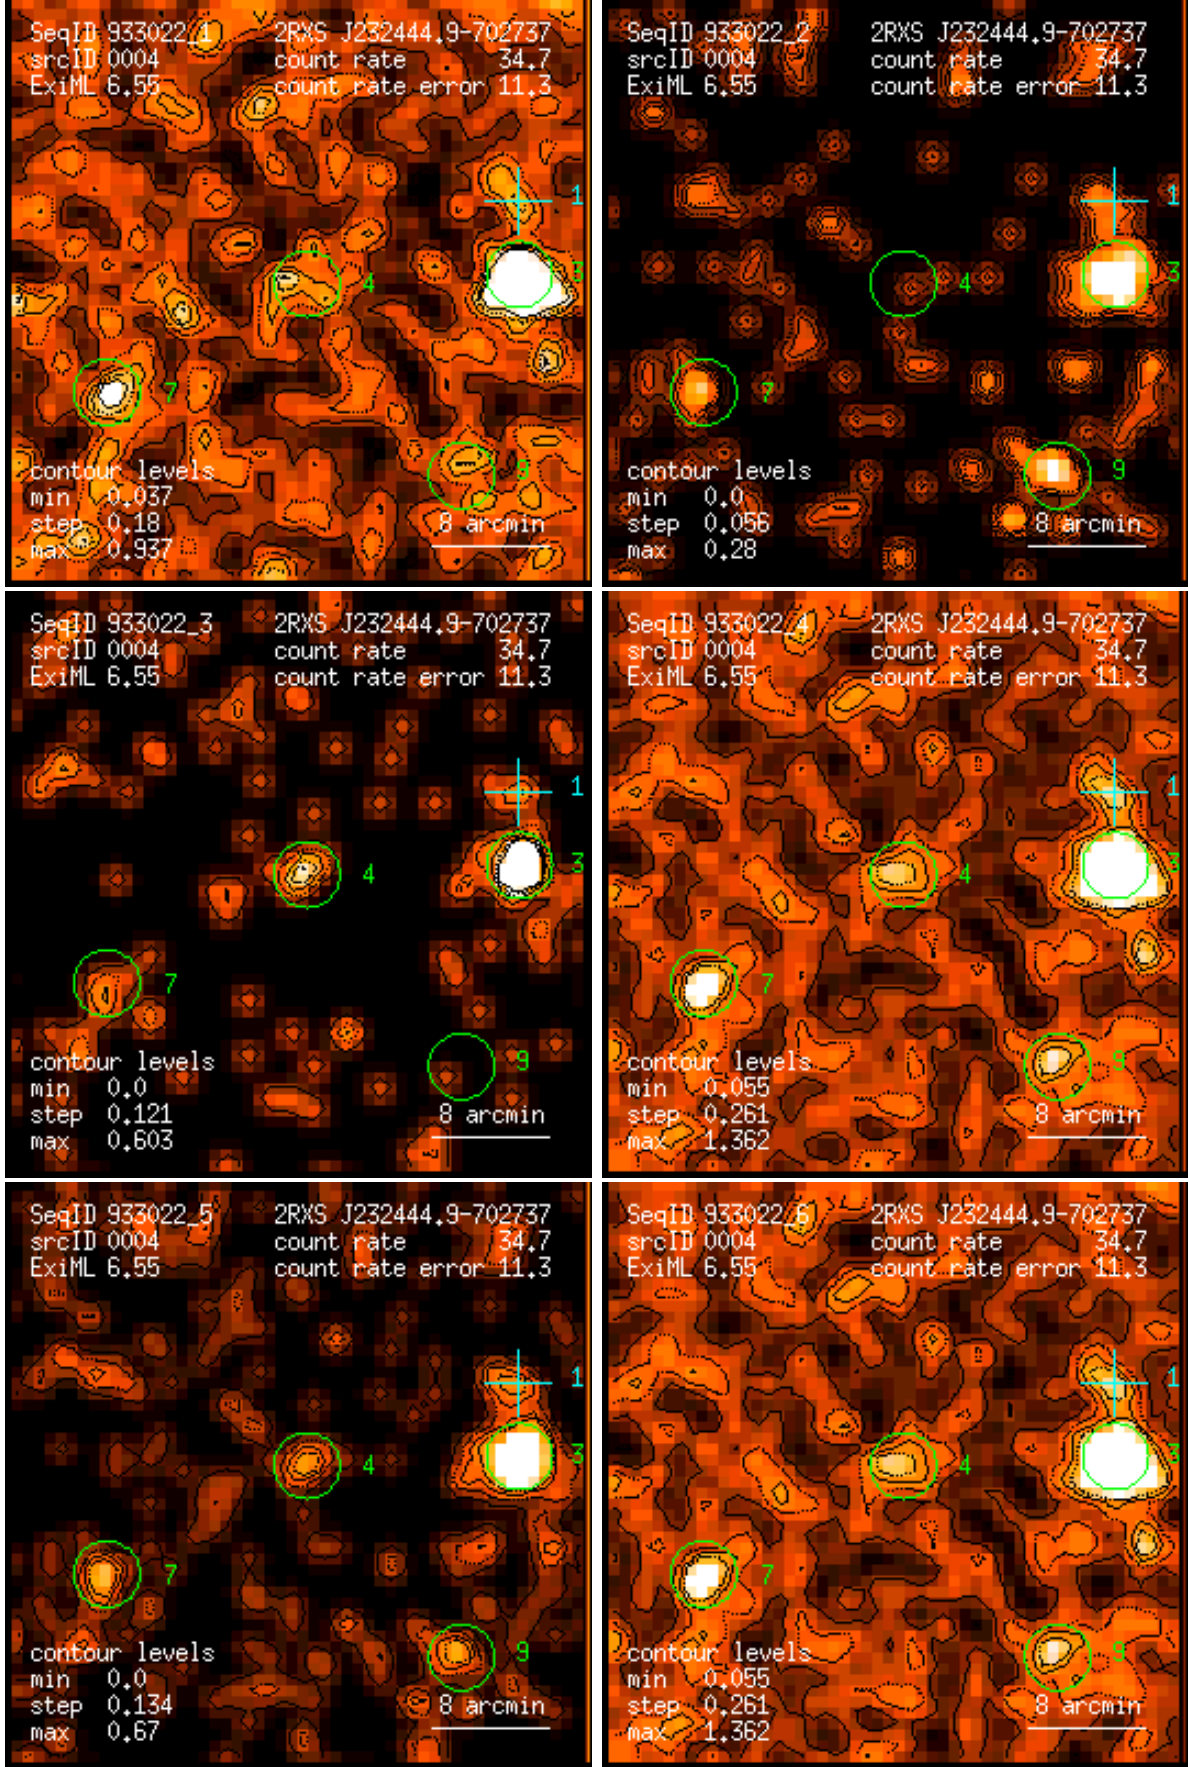 SeqID 933022_1 2RXS J232444.9-702737
srcID 0004 count rate 34.7
ExiML 6.55 count rate error 11.3
1
3
4
7
9
contour levels
min 0.037
step 0.18
max 0.937
8 arcmin
SeqID 933022_2 2RXS J232444.9-702737
srcID 0004 count rate 34.7
ExiML 6.55 count rate error 11.3
1
3
4
7
9
contour levels
min 0.0
step 0.056
max 0.28
8 arcmin
SeqID 933022_3 2RXS J232444.9-702737
srcID 0004 count rate 34.7
ExiML 6.55 count rate error 11.3
1
3
4
7
9
contour levels
min 0.0
step 0.121
max 0.603
8 arcmin
SeqID 933022_4 2RXS J232444.9-702737
srcID 0004 count rate 34.7
ExiML 6.55 count rate error 11.3
1
3
4
7
9
contour levels
min 0.055
step 0.261
max 1.362
8 arcmin
SeqID 933022_5 2RXS J232444.9-702737
srcID 0004 count rate 34.7
ExiML 6.55 count rate error 11.3
1
3
4
7
9
contour levels
min 0.0
step 0.134
max 0.67
8 arcmin
SeqID 933022_6 2RXS J232444.9-702737
srcID 0004 count rate 34.7
ExiML 6.55 count rate error 11.3
1
3
4
7
9
contour levels
min 0.055
step 0.261
max 1.362
8 arcmin